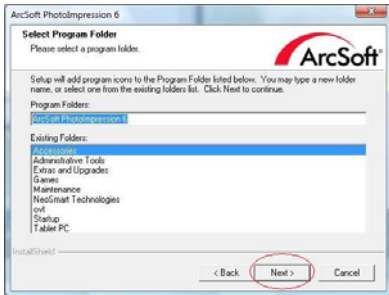 ArcSoft PhotoImpression 6
Select Program Folder
Please select a program folder.
ArcSoft®
Setup will add program icons to the Program Folder listed below. You may type a new folder
name, or select one from the existing folders list. Click Next to continue.
Program Folders:
ArcSoft PhotoImpression 6
Existing Folders:
Accessories
Administrative Tools
Extras and Upgrades
Games
Maintenance
NeoSmart Technologies
ovt
Startup
Tablet PC
InstallShield
< Back
Next >
Cancel